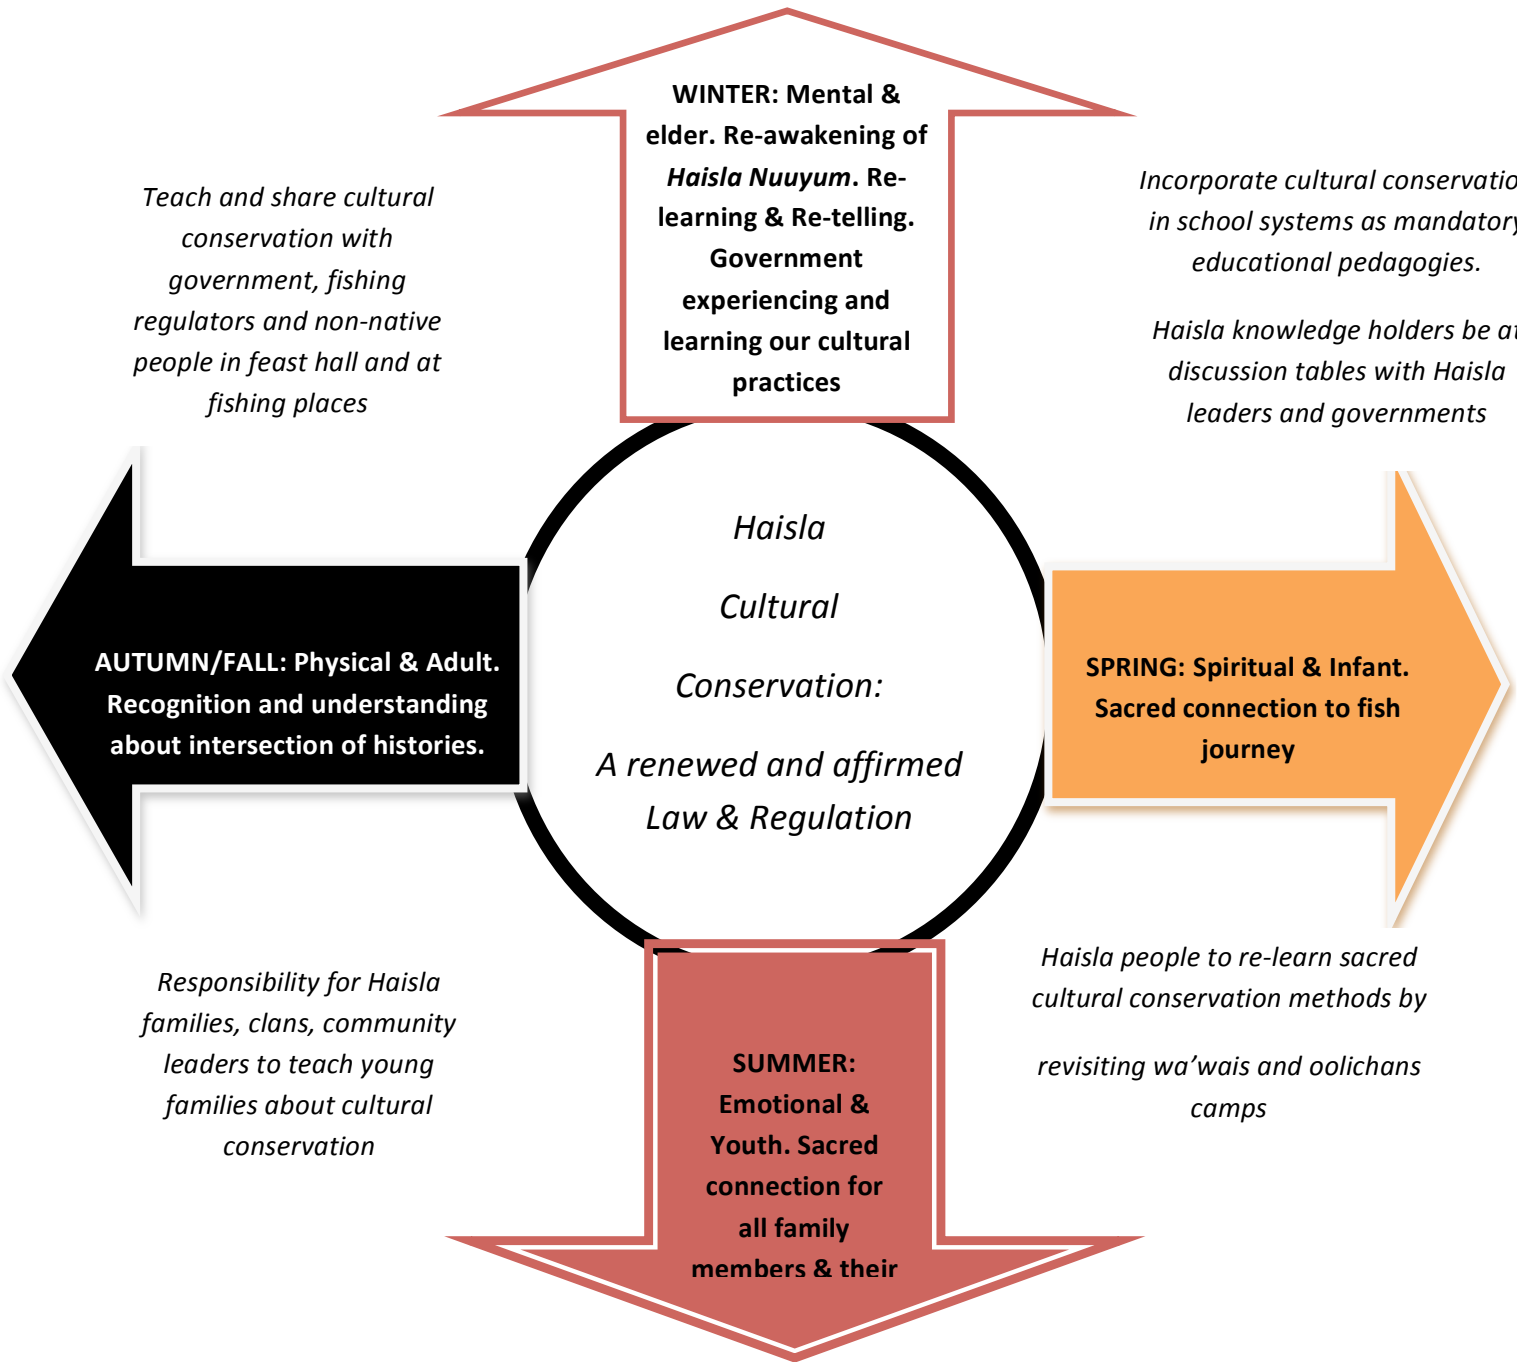 WINTER: Mental &
elder. Re-awakening of
Haisla Nuuyum. Re-
learning & Re-telling.
Government
experiencing and
learning our cultural
practices
Teach and share cultural
conservation with
government, fishing
regulators and non-native
people in feast hall and at
fishing places
Incorporate cultural conservatio
in school systems as mandatory
educational pedagogies.
Haisla knowledge holders be at
discussion tables with Haisla
leaders and governments
Haisla
Cultural
Conservation:
A renewed and affirmed
Law & Regulation
AUTUMN/FALL: Physical & Adult.
Recognition and understanding
about intersection of histories.
SPRING: Spiritual & Infant.
Sacred connection to fish
journey
Responsibility for Haisla
families, clans, community
leaders to teach young
families about cultural
conservation
SUMMER:
Emotional &
Youth. Sacred
connection for
all family
members & their
Haisla people to re-learn sacred
cultural conservation methods by
revisiting wa’wais and oolichans
camps